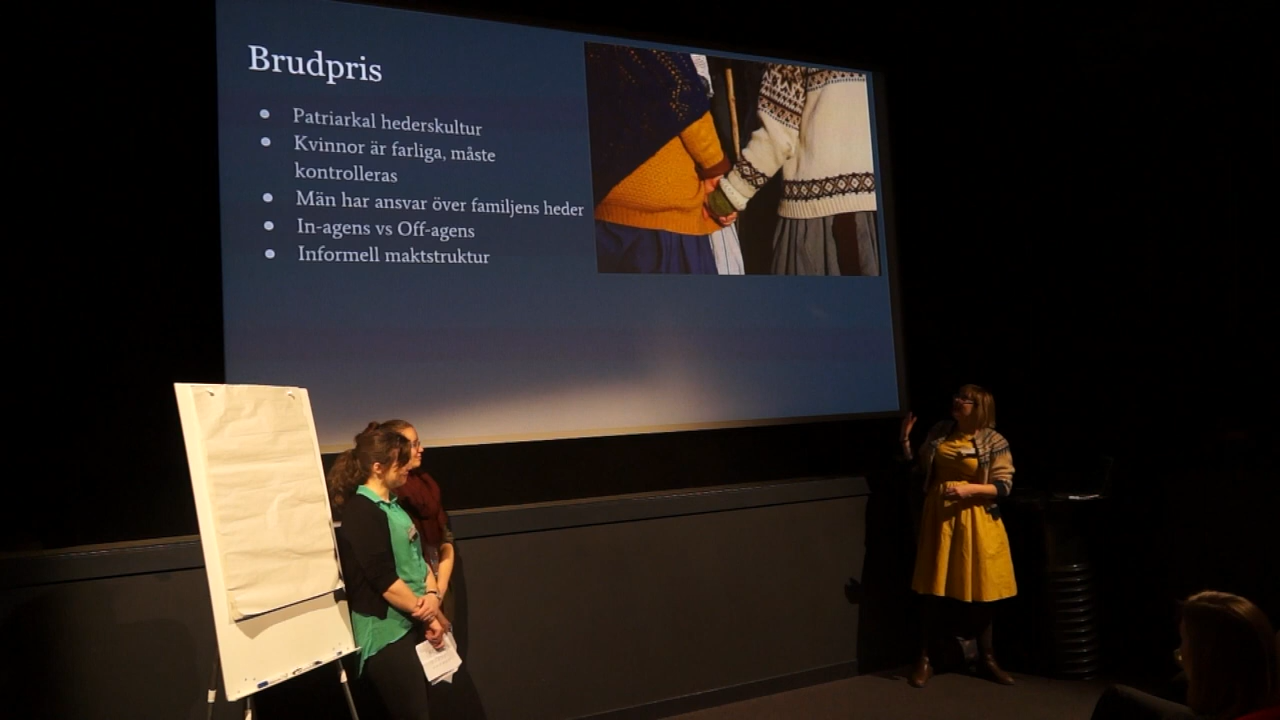 Brudpris
Patriarkal hederskultur
Kvinnor är farliga, måste
kontrolleras
Män har ansvar över familjens heder
In-agens vs Off-agens
Informell maktstruktur